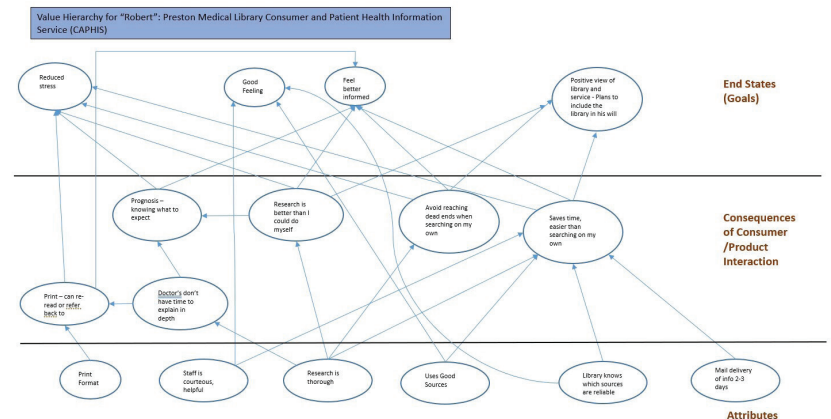 Value Hierarchy for "Robert": Preston Medical Library Consumer and Patient Health Information
Service (CAPHIS)
Reduced
stress
Good
Feeling
Feel
better
informed
Positive view of
library and
service - Plans to
include the
library in his will
End States
(Goals)
Prognosis –
knowing what to
expect
Research is
better than I
could do
myself
Avoid reaching
dead ends when
searching on my
own
Saves time,
easier than
searching on my
own
Consequences
of Consumer
/Product
Interaction
Print – can re-
read or refer
back to
Doctor's don't
have time to
explain in
depth
Print
Format
Staff is
courteous,
helpful
Research is
thorough
Uses Good
Sources
Library knows
which sources
are reliable
Mail delivery
of info 2-3
days
Attributes